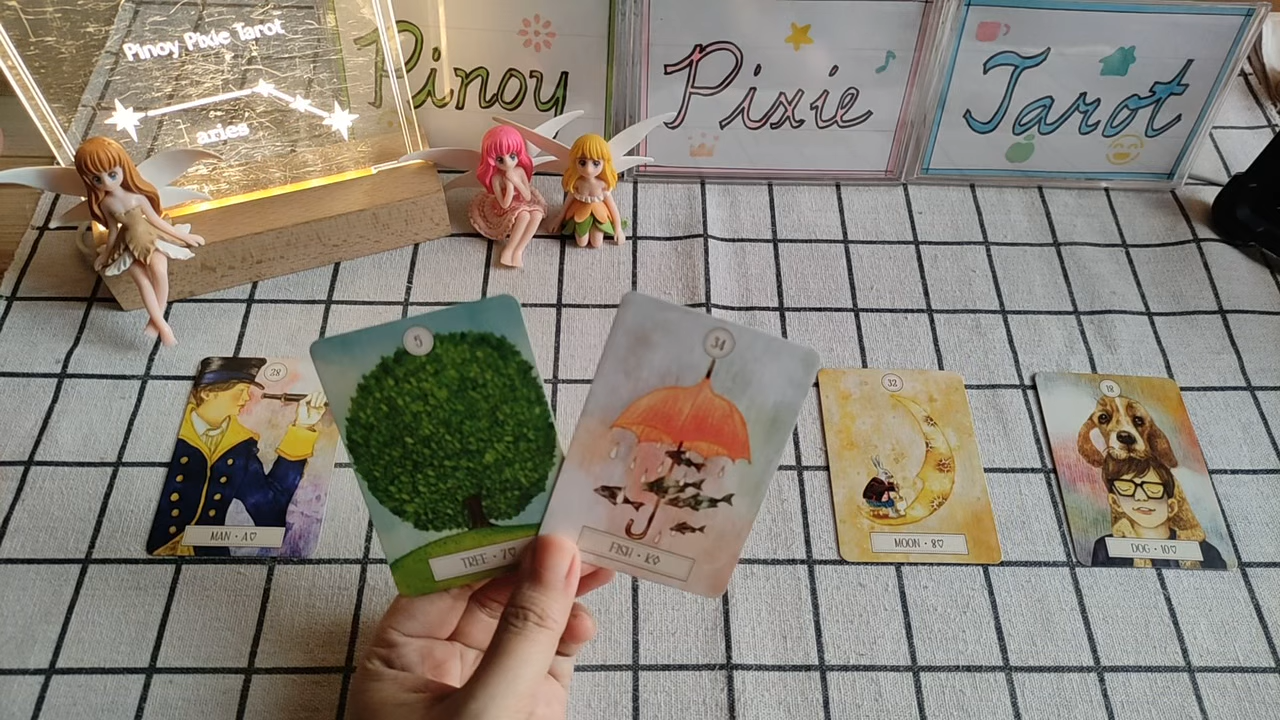 Pinoy Pixie Tarot
aries
Pinoy
Pixie
Tarot
28
MAN • A♡
5
TREE • 7♡
34
FISH • K♢
32
MOON • 8♡
18
DOG • 10♡